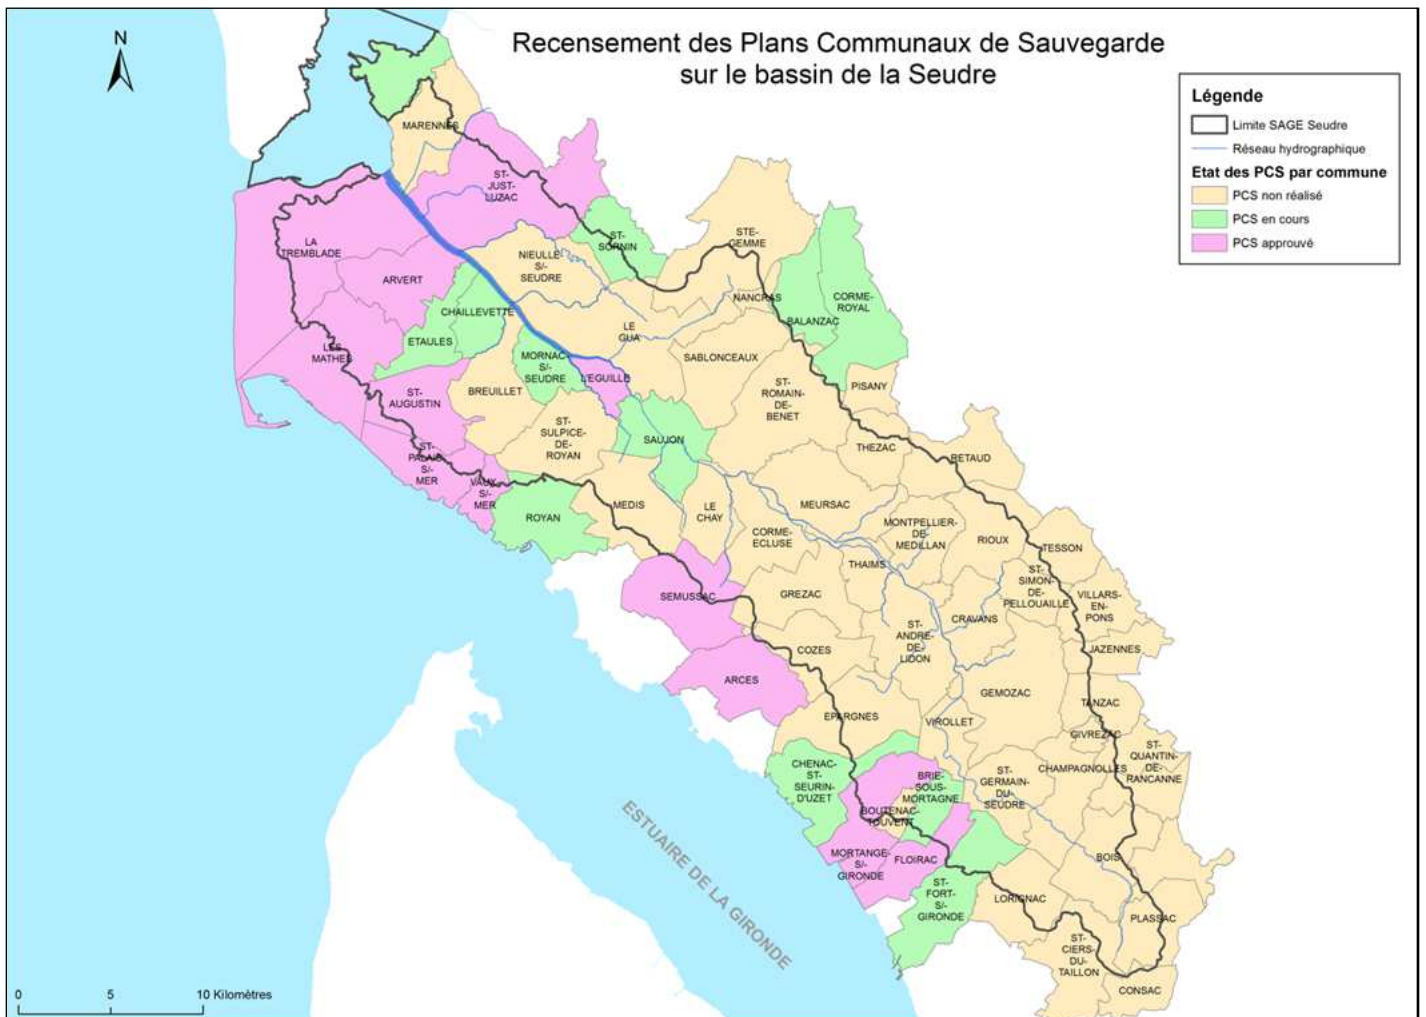 N
Recensement des Plans Communaux de Sauvegarde
sur le bassin de la Seudre
Légende
Limite SAGE Seudre
Réseau hydrographique
Etat des PCS par commune
PCS non réalisé
PCS en cours
PCS approuvé
MARENNES
ST-
JUST-
LUZAC
LA
TREMBLADE
ARVERT
NIEULLE-
S/-
SEUDRE
ST-
SORNIN
STE-
GEMME
NANCRAS
BALANZAC
CORME-
ROYAL
CHAILLEVETTE
ETAULES
LES
MATHES
MORNAC-
S/-
SEUDRE
LE
GUA
L'EGUILLE
SABLONCEAUX
PISANY
ST-
AUGUSTIN
BREUILLET
ST-
ROMAIN-
DE-
BENET
ST-
SULPICE-
DE-
ROYAN
SAUJON
THEZAC
RETAUD
ST-
PALAIS-
S/-
MER
VAUX-
S/-
MER
ROYAN
MEDIS
LE
CHAY
MEURSAC
CORME-
ECLUSE
MONTPELLIER-
DE-
MEDILLAN
RIOUX
TESSON
THAIMS
ST-
SIMON-
DE-
PELLOUAILLE
VILLARS-
EN-
PONS
SEMUSSAC
GREZAC
CRAVANS
ST-
ANDRE-
DE-
LIDON
COZES
JAZENNES
ARCES
GEMOZAC
TANZAC
EPARGNES
VIROLLET
GIVREZAC
ST-
QUANTIN-
DE-
RANCANNE
CHENAC-
ST-
SEURIN-
D'UZET
BRIE-
SOUS-
MORTAGNE
ST-
GERMAIN-
DU-
SEUDRE
CHAMPAGNOLLES
BOUTENAC-
TOUVENT
MORTANGE-
S/-
GIRONDE
FLOIRAC
BOIS
ST-
FORT-
S/-
GIRONDE
LORIGNAC
PLASSAC
ST-
CIERS-
DU-
TAILLON
CONSAC
ESTUAIRE DE LA GIRONDE
0 5 10 Kilomètres